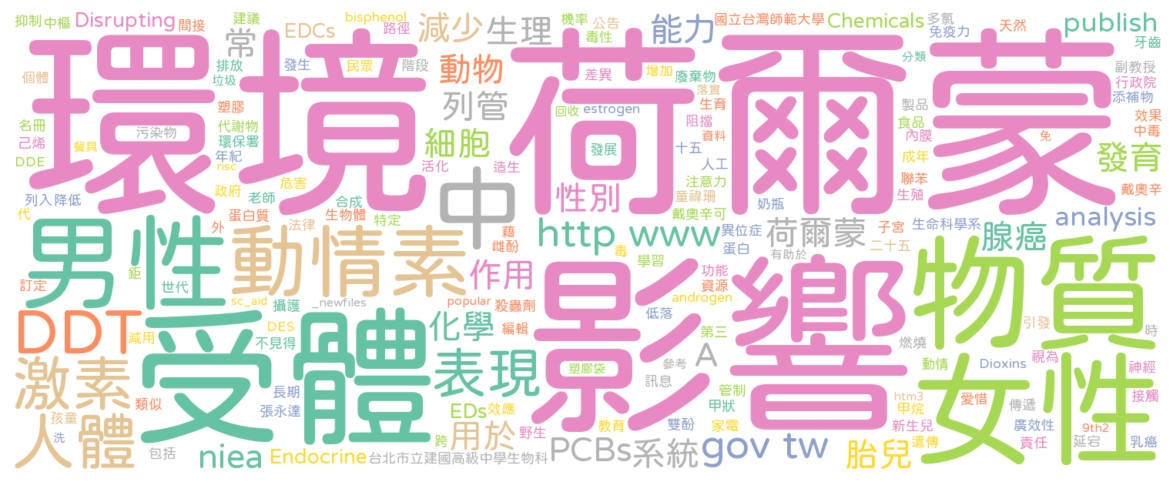 抑制 中樞 Disrupting 間接 建議 EDCs bisphenol 路徑 減少 生理 能力 機率 公告 毒性 國立台灣師範大學 Chemicals 多氯 免疫力 天然 publish 牙齒
個體 排放 垃圾 常 發生 民眾 階段 動物 差異 增加 廢棄物 分類 副教授 行政院 添補物
環境 荷爾蒙
塑膠 列管 回收 estrogen 落實 生育 製品 效果
名冊 污染物 代謝物 細胞 阻擋 資料 食品 內膜 中毒
己烯 環保署 發展 十五 免 發育
DDE 餐具 nsc 年紀 活化 造生 人工 成年
政府 危害 中 性別 注意力 聯苯 戴奧辛
列入 降低 老師 合成 童禕珊 奶瓶 生殖
代 蛋白質 生物體 特定 藉 戴奧辛可 analysis
外 法律 雌酚 http www 荷爾蒙 異位症 子宮 生命科學系 腺癌
男性 動情素 毒 蛋白 二十五
鉅 作用 學習 有助於 物質
訂定 世代 攝護 功能 資源
sc_aid _newfiles popular 殺蟲劑 androgen
DDT 減用 DES 不見得 化學 編輯 影響 低落 第三 引發 時
受體 A 燃燒
激素 表現 塑膠袋 參考 動情 Dioxins 視為 神經
類似 長期 訊息 管制 htm3 女性 接觸
孩童 張永達 EDs 效應 甲狀 甲烷 愛惜 傳遞
人體 洗 跨 用於 野生 教育 雙酚 家電 新生兒 廣效性 9th2
包括 niea Endocrine 台北市立建國高級中學生物科 PCBs 系統 gov tw 胎兒 遺傳 責任 延宕 乳癌